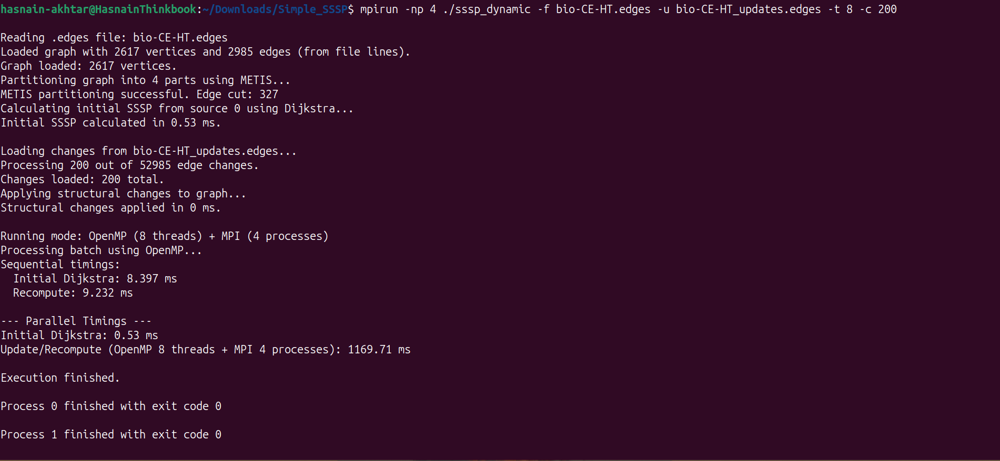 hasnain-akhtar@HasnainThinkbook:~/Downloads/Simple_SSSP$ mpirun -np 4 ./sssp_dynamic -f bio-CE-HT.edges -u bio-CE-HT_updates.edges -t 8 -c 200
Reading .edges file: bio-CE-HT.edges
Loaded graph with 2617 vertices and 2985 edges (from file lines).
Graph loaded: 2617 vertices.
Partitioning graph into 4 parts using METIS...
METIS partitioning successful. Edge cut: 327
Calculating initial SSSP from source 0 using Dijkstra...
Initial SSSP calculated in 0.53 ms.
Loading changes from bio-CE-HT_updates.edges...
Processing 200 out of 52985 edge changes.
Changes loaded: 200 total.
Applying structural changes to graph...
Structural changes applied in 0 ms.
Running mode: OpenMP (8 threads) + MPI (4 processes)
Processing batch using OpenMP...
Sequential timings:
  Initial Dijkstra: 8.397 ms
  Recompute: 9.232 ms
--- Parallel Timings ---
Initial Dijkstra: 0.53 ms
Update/Recompute (OpenMP 8 threads + MPI 4 processes): 1169.71 ms
Execution finished.
Process 0 finished with exit code 0
Process 1 finished with exit code 0